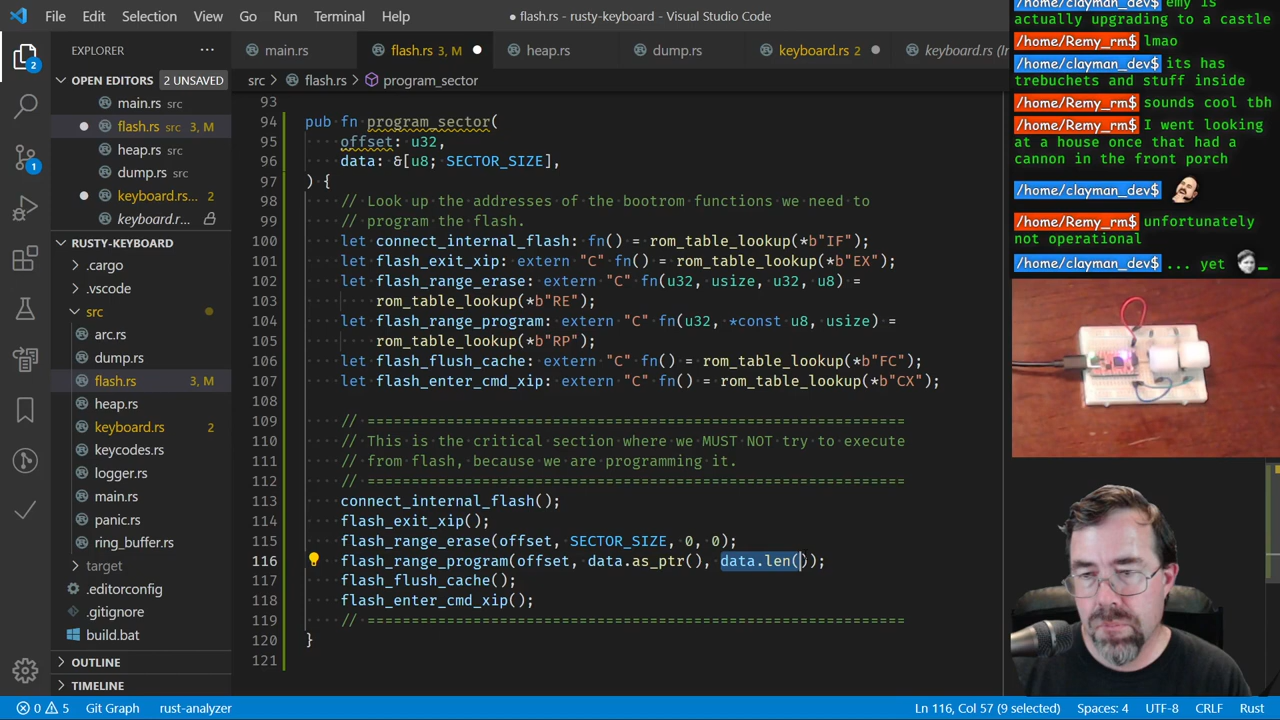 File Edit Selection View Go Run Terminal Help
● flash.rs - rusty-keyboard - Visual Studio Code
EXPLORER
OPEN EDITORS 2 UNSAVED
main.rs src
flash.rs src 3, M
heap.rs src
dump.rs src
keyboard.rs... 2
keyboard.r...
RUSTY-KEYBOARD
.cargo
.vscode
src
arc.rs
dump.rs
flash.rs 3, M
heap.rs
keyboard.rs 2
keycodes.rs
logger.rs
main.rs
panic.rs
ring_buffer.rs
target
.editorconfig
.gitignore
build.bat
OUTLINE
TIMELINE
2
1
main.rs flash.rs 3, M heap.rs dump.rs keyboard.rs 2 keyboard.rs (In
src > flash.rs > program_sector
93
94 pub fn program_sector(
95 offset: u32,
96 data: &[u8; SECTOR_SIZE],
97 ) {
98 // Look up the addresses of the bootrom functions we need to
99 // program the flash.
100 let connect_internal_flash: fn() = rom_table_lookup(*b"IF");
101 let flash_exit_xip: extern "C" fn() = rom_table_lookup(*b"EX");
102 let flash_range_erase: extern "C" fn(u32, usize, u32, u8) =
103 rom_table_lookup(*b"RE");
104 let flash_range_program: extern "C" fn(u32, *const u8, usize) =
105 rom_table_lookup(*b"RP");
106 let flash_flush_cache: extern "C" fn() = rom_table_lookup(*b"FC");
107 let flash_enter_cmd_xip: extern "C" fn() = rom_table_lookup(*b"CX");
108
109 // =============================================================
110 // This is the critical section where we MUST NOT try to execute
111 // from flash, because we are programming it.
112 // =============================================================
113 connect_internal_flash();
114 flash_exit_xip();
115 flash_range_erase(offset, SECTOR_SIZE, 0, 0);
116 flash_range_program(offset, data.as_ptr(), data.len());
117 flash_flush_cache();
118 flash_enter_cmd_xip();
119 // =============================================================
120 }
121
emy is
actually upgrading to a castle
/home/Remy_rm$ lmao
/home/clayman_dev$ its has
trebuchets and stuff inside
/home/Remy_rm$ sounds cool tbh
/home/Remy_rm$ I went looking
at a house once that had a
cannon in the front porch
/home/clayman_dev$
/home/Remy_rm$ unfortunately
not operational
/home/clayman_dev$ ... yet _
0 5 Git Graph rust-analyzer
Ln 116, Col 57 (9 selected) Spaces: 4 UTF-8 CRLF Rust